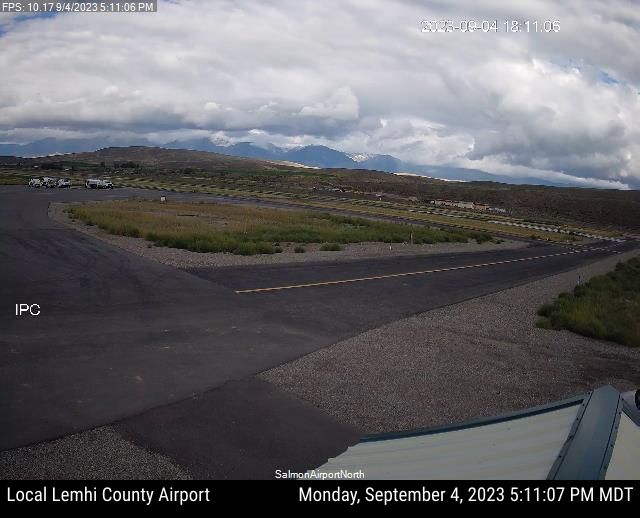 FPS: 10.17 9/4/2023 5:11:06 PM
2023-09-04 18:11:06
IPC
SalmonAirportNorth
Local Lemhi County Airport Monday, September 4, 2023 5:11:07 PM MDT